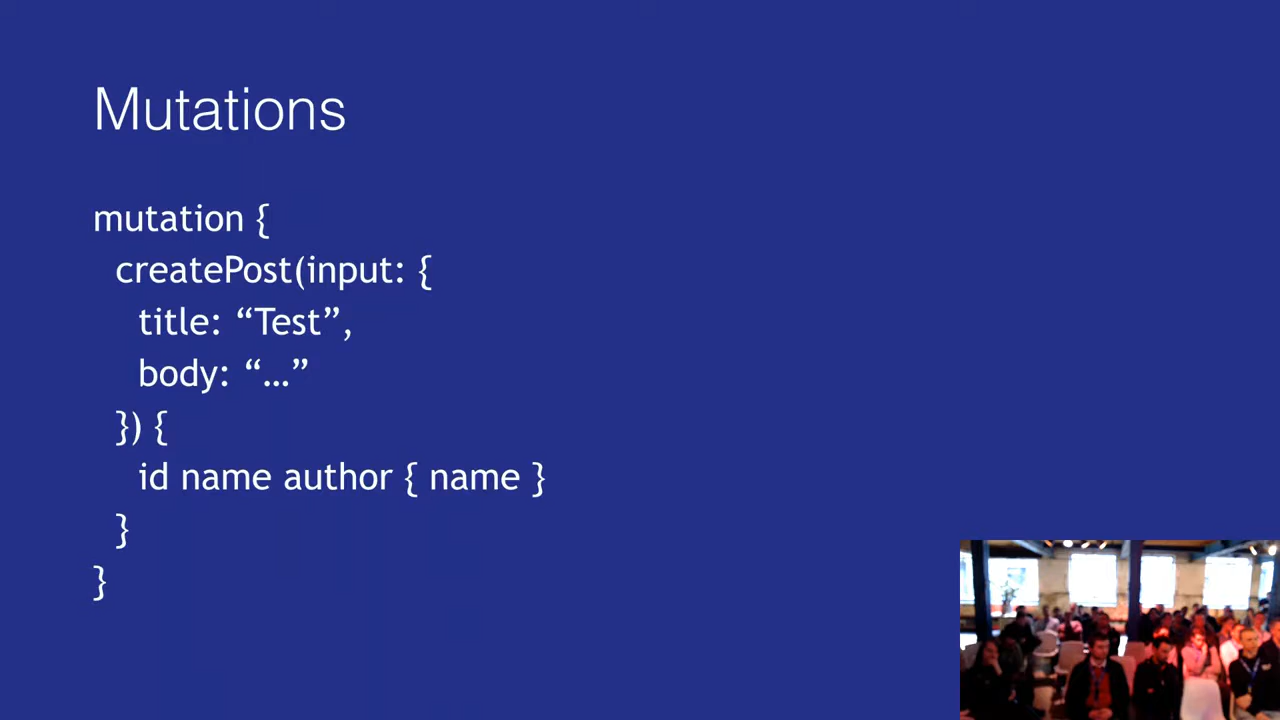 Mutations
mutation {
createPost(input: {
title: “Test”,
body: “…”
}) {
id name author { name }
}
}